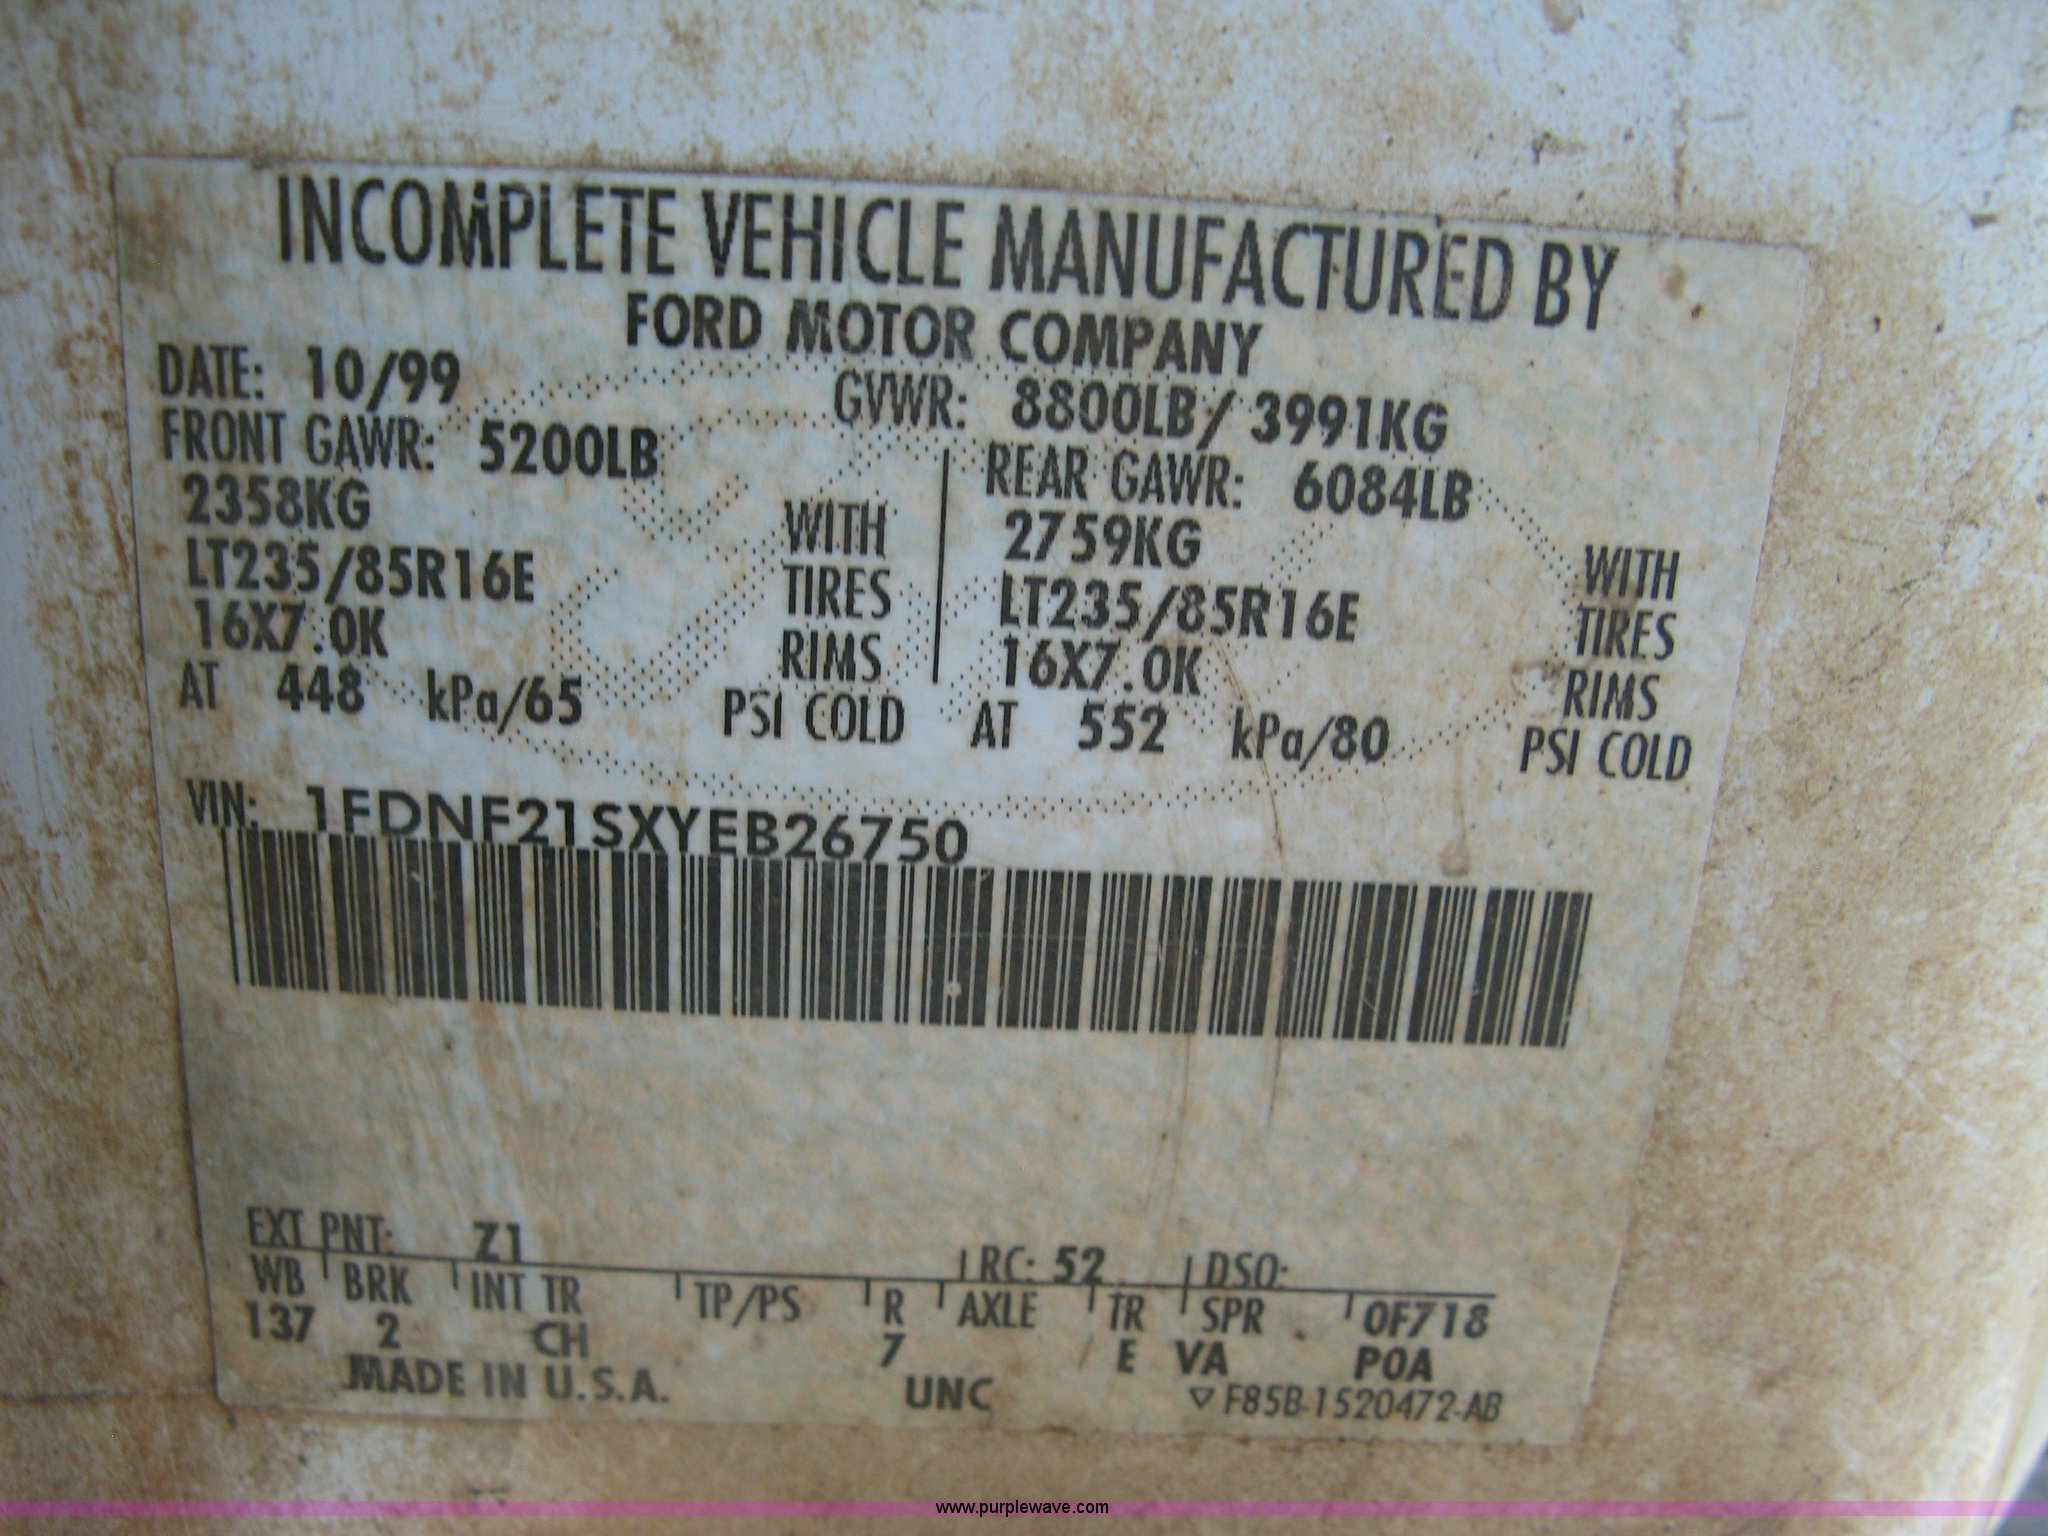 INCOMPLETE VEHICLE MANUFACTURED BY
FORD MOTOR COMPANY
DATE: 10/99 GVWR: 8800LB/ 3991KG
FRONT GAWR: 5200LB REAR GAWR: 6084LB
2358KG WITH 2759KG WITH
LT235/85R16E TIRES LT235/85R16E TIRES
16X7.0K RIMS 16X7.0K RIMS
AT 448 kPa/65 PSI COLD AT 552 kPa/80 PSI COLD
VIN: 1FDNF21SXYEB26750
EXT PNT: Z1 RC: 52 DSO:
WB BRK INT TR TP/PS R AXLE TR SPR 0F718
137 2 CH 7 E VA P0A
MADE IN U.S.A. UNC ▽ F85B-1520472-AB
www.purplewave.com